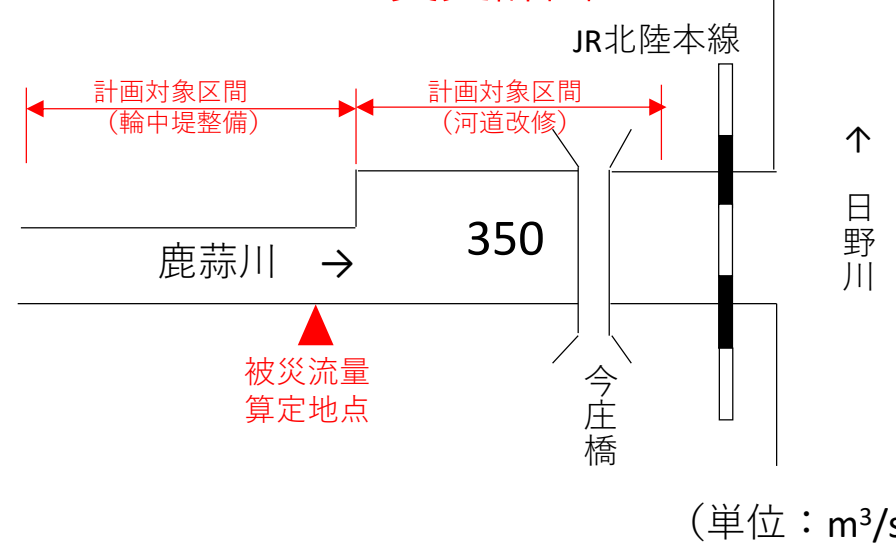 JR北陸本線
計画対象区間
（輪中堤整備）
計画対象区間
（河道改修）
↑
日野川
350
鹿蒜川 →
被災流量
算定地点
今庄橋
（単位：m³/s